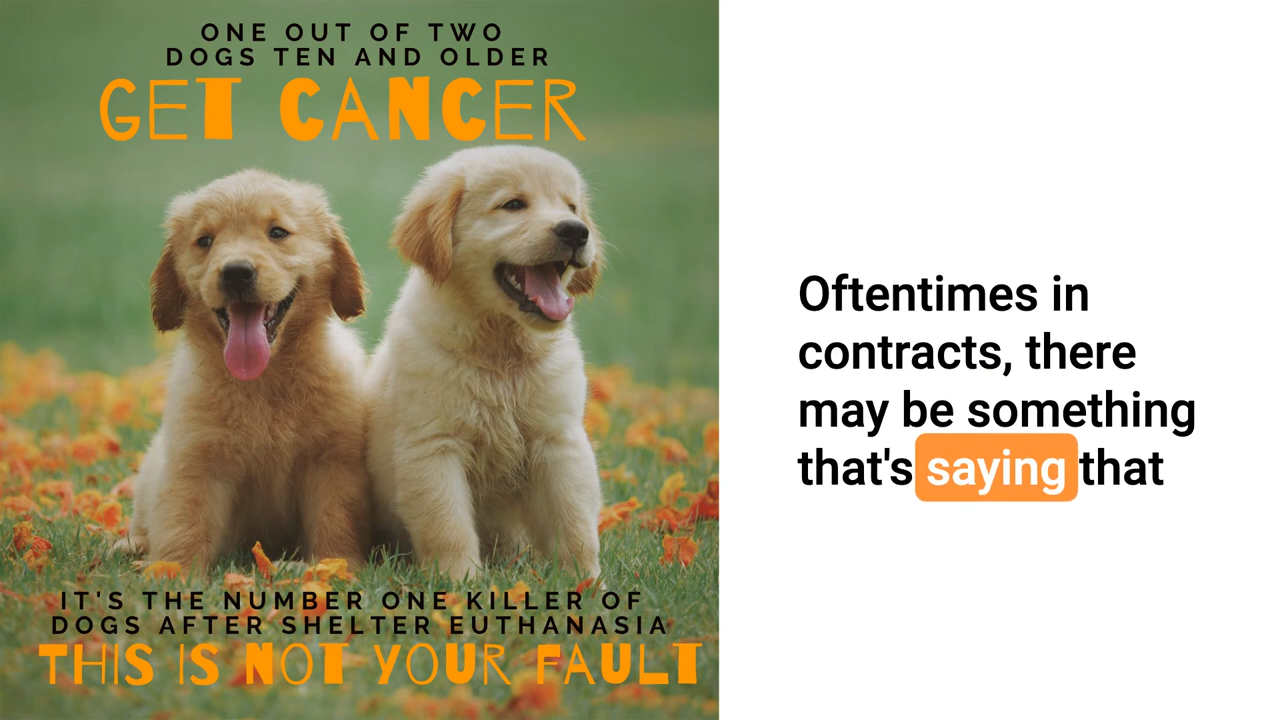 ONE OUT OF TWO
DOGS TEN AND OLDER
GET CANCER
IT'S THE NUMBER ONE KILLER OF
DOGS AFTER SHELTER EUTHANASIA
THIS IS NOT YOUR FAULT
Oftentimes in
contracts, there
may be something
that's saying that